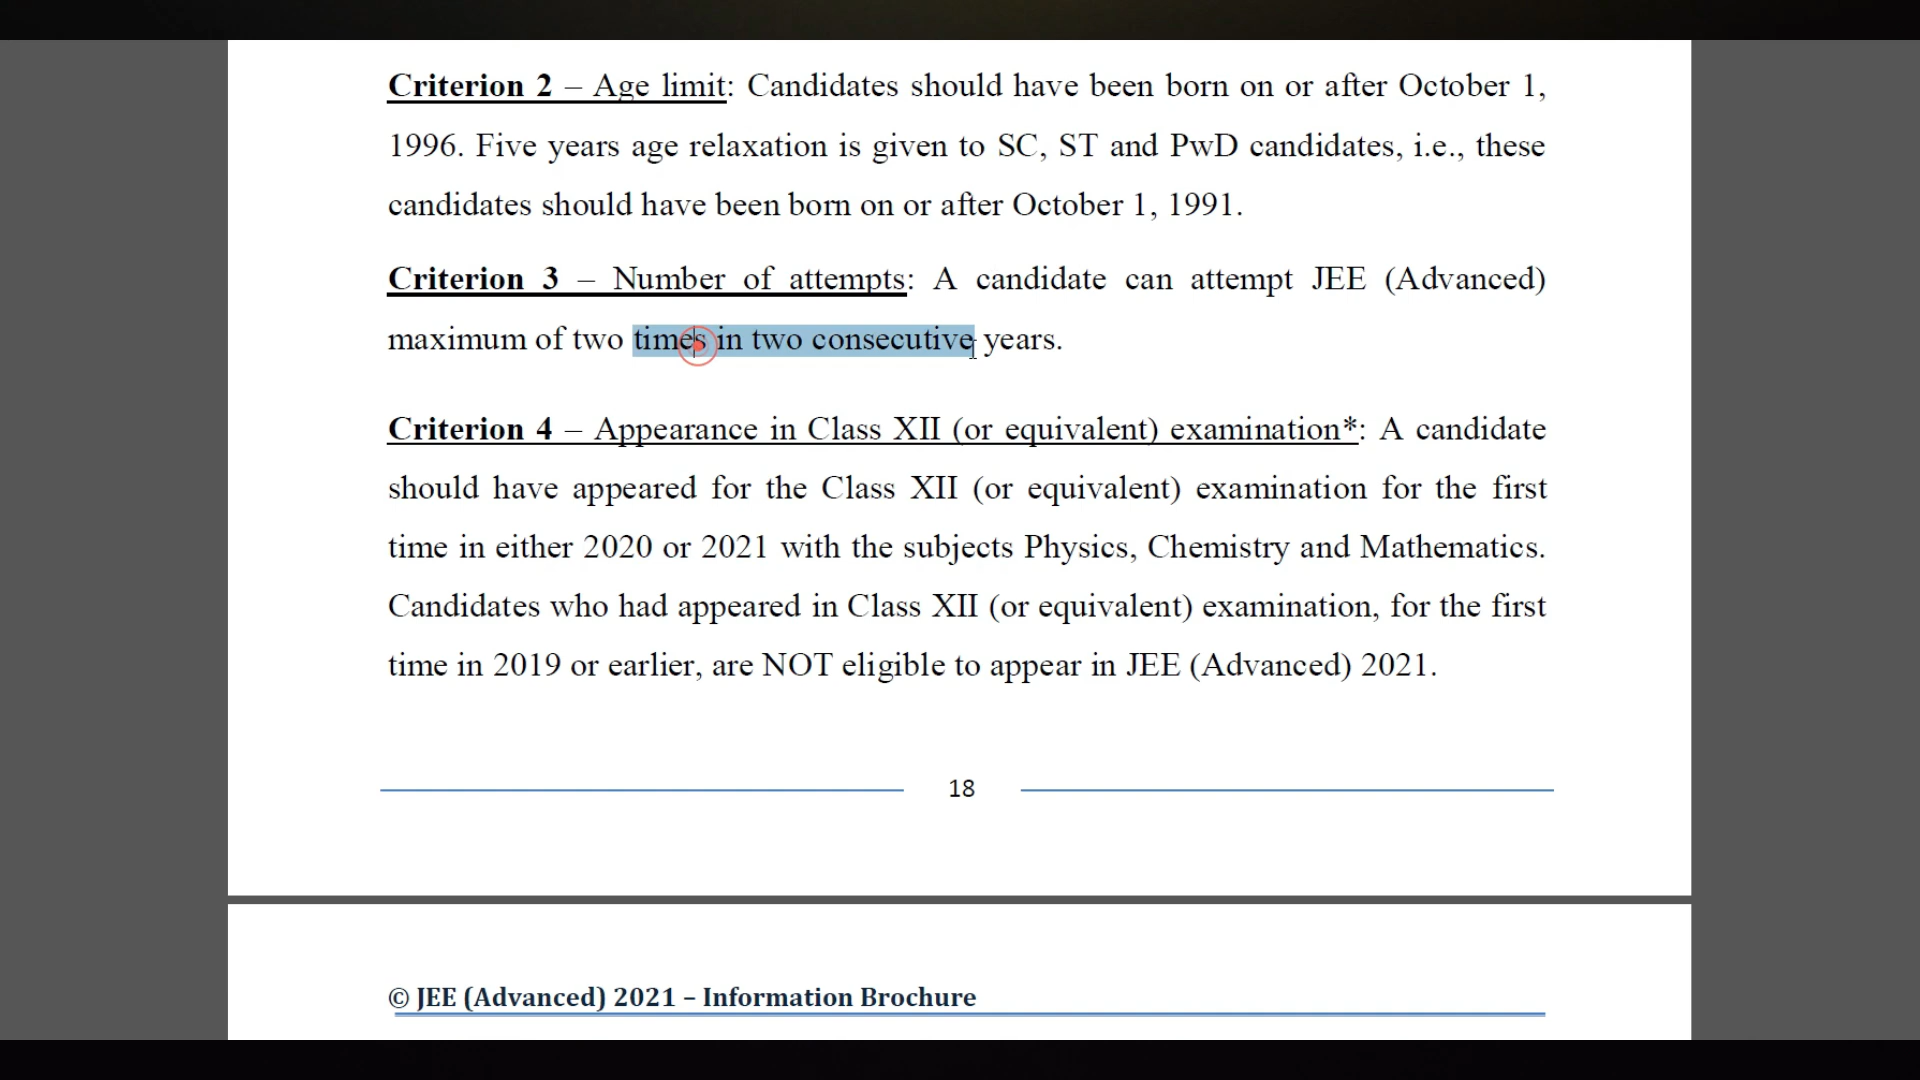 Criterion 2 – Age limit: Candidates should have been born on or after October 1,
1996. Five years age relaxation is given to SC, ST and PwD candidates, i.e., these
candidates should have been born on or after October 1, 1991.
Criterion 3 – Number of attempts: A candidate can attempt JEE (Advanced)
maximum of two times in two consecutive years.
Criterion 4 – Appearance in Class XII (or equivalent) examination*: A candidate
should have appeared for the Class XII (or equivalent) examination for the first
time in either 2020 or 2021 with the subjects Physics, Chemistry and Mathematics.
Candidates who had appeared in Class XII (or equivalent) examination, for the first
time in 2019 or earlier, are NOT eligible to appear in JEE (Advanced) 2021.
18
© JEE (Advanced) 2021 – Information Brochure